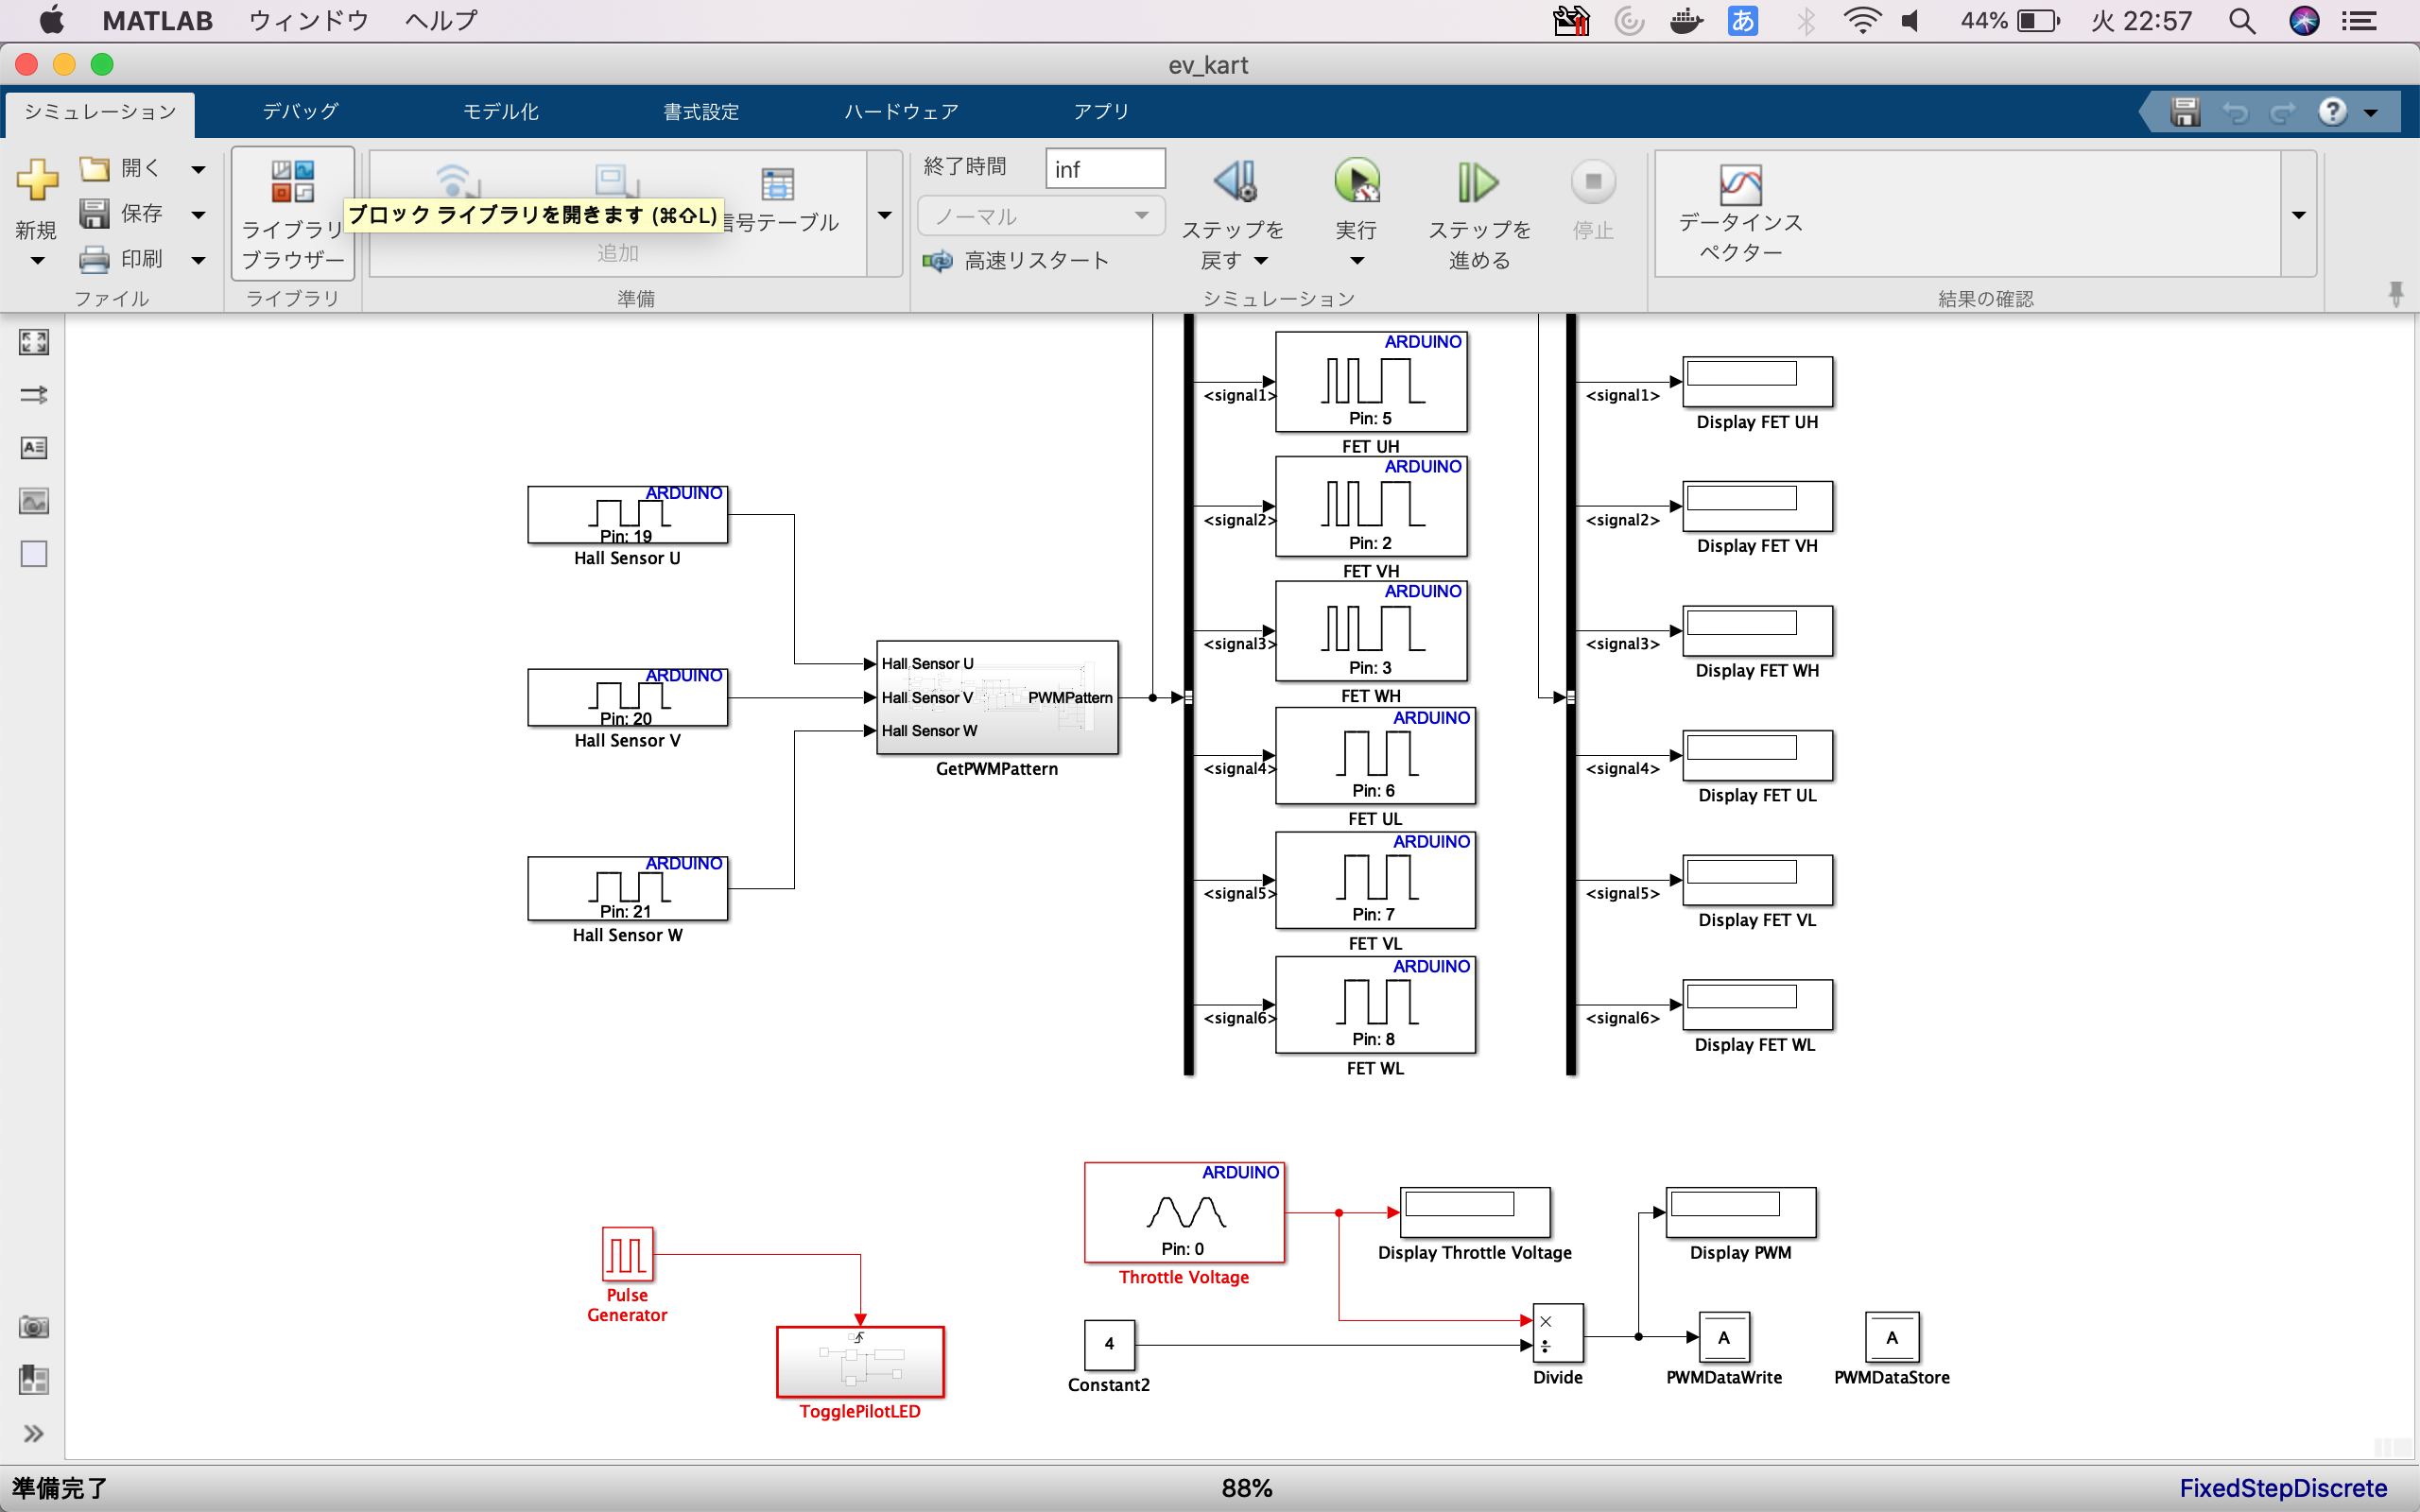 MATLAB ウィンドウ ヘルプ
あ 44% 火 22:57
ev_kart
シミュレーション デバッグ モデル化 書式設定 ハードウェア アプリ
新規
開く
保存
印刷
ファイル
ライブラリ
ブラウザー
ライブラリ
ブロック ライブラリを開きます (⌘⇧L)
信号テーブル
追加
準備
終了時間 inf
ノーマル
高速リスタート
ステップを
戻す
実行
ステップを
進める
停止
シミュレーション
データインス
ペクター
結果の確認
ARDUINO
Pin: 19
Hall Sensor U
ARDUINO
Pin: 20
Hall Sensor V
ARDUINO
Pin: 21
Hall Sensor W
Hall Sensor U
Hall Sensor V
Hall Sensor W
PWMPattern
GetPWMPattern
<signal1>
ARDUINO
Pin: 5
FET UH
<signal2>
ARDUINO
Pin: 2
FET VH
<signal3>
ARDUINO
Pin: 3
FET WH
<signal4>
ARDUINO
Pin: 6
FET UL
<signal5>
ARDUINO
Pin: 7
FET VL
<signal6>
ARDUINO
Pin: 8
FET WL
<signal1>
Display FET UH
<signal2>
Display FET VH
<signal3>
Display FET WH
<signal4>
Display FET UL
<signal5>
Display FET VL
<signal6>
Display FET WL
Pulse
Generator
TogglePilotLED
ARDUINO
Pin: 0
Throttle Voltage
Display Throttle Voltage
Display PWM
4
Constant2
×
÷
Divide
A
PWMDataWrite
A
PWMDataStore
準備完了 88% FixedStepDiscrete